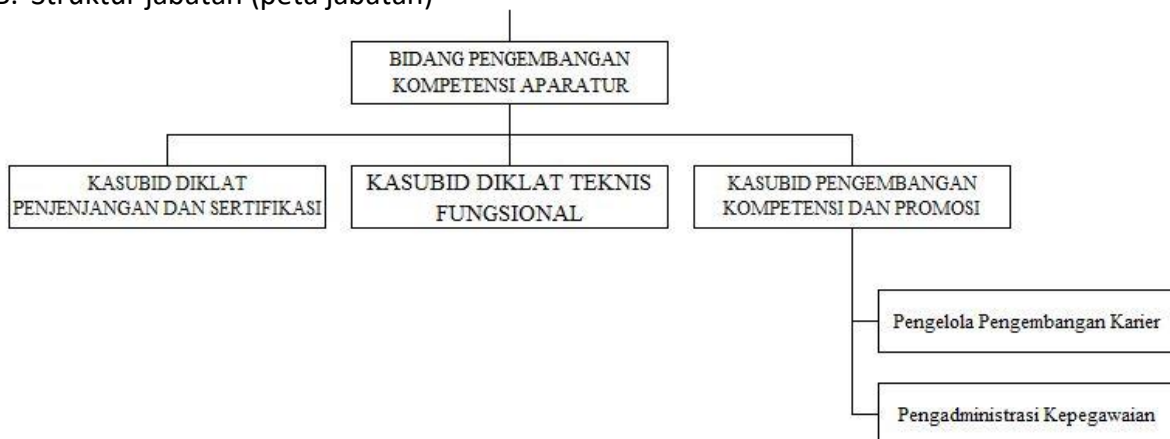 Struktur jabatan (peta jabatan)
BIDANG PENGEMBANGAN
KOMPETENSI APARATUR
KASUBID DIKLAT
PENJENJANGAN DAN SERTIFIKASI
KASUBID DIKLAT TEKNIS
FUNGSIONAL
KASUBID PENGEMBANGAN
KOMPETENSI DAN PROMOSI
Pengelola Pengembangan Karier
Pengadministrasi Kepegawaian